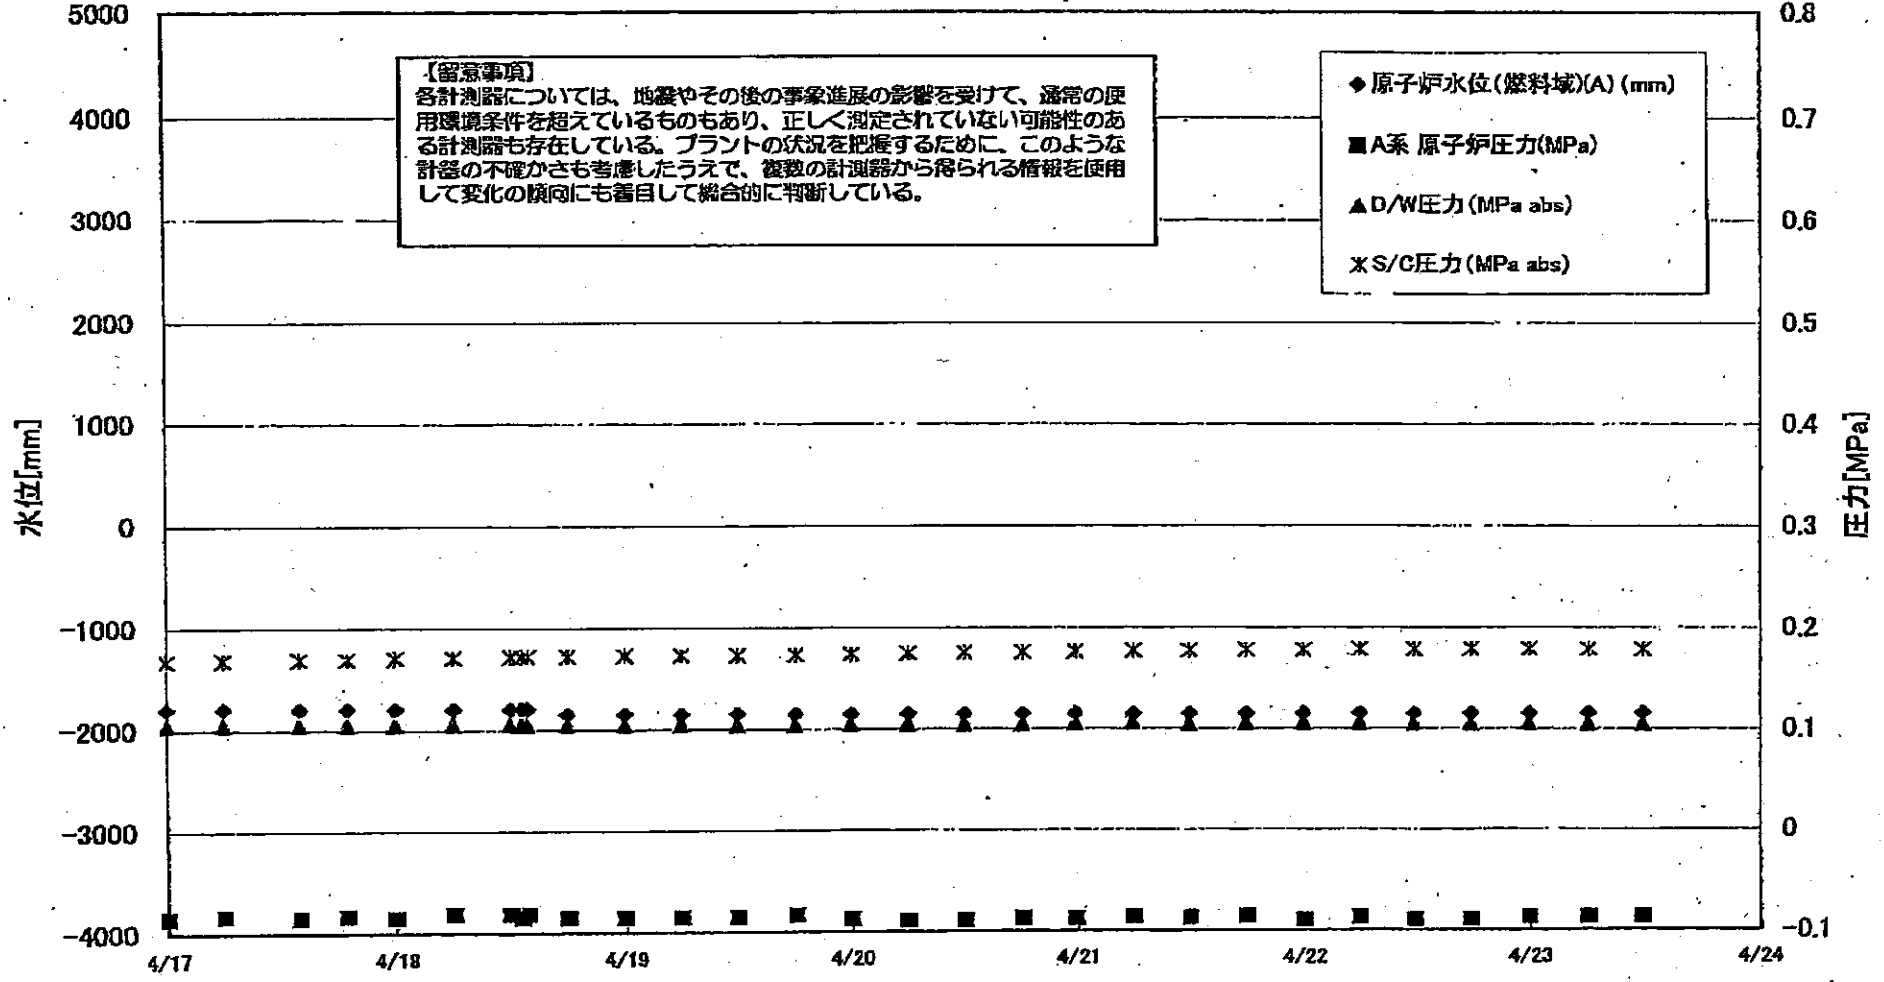 5000
4000
3000
2000
1000
0
-1000
-2000
-3000
-4000
水位[mm]
【留意事項】
各計測器については、地震やその後の事象進展の影響を受けて、通常の使
用環境条件を超えているものもあり、正しく測定されていない可能性のあ
る計測器も存在している。プラントの状況を把握するために、このような
計器の不確かさも考慮したうえで、複数の計測器から得られる情報を使用
して変化の傾向にも着目して総合的に判断している。
◆原子炉水位(燃料域)(A) (mm)
■A系 原子炉圧力(MPa)
▲D/W圧力(MPa abs)
ж S/C圧力(MPa abs)
0.8
0.7
0.6
0.5
0.4
0.3
0.2
0.1
0
-0.1
圧力[MPa]
4/17
4/18
4/19
4/20
4/21
4/22
4/23
4/24